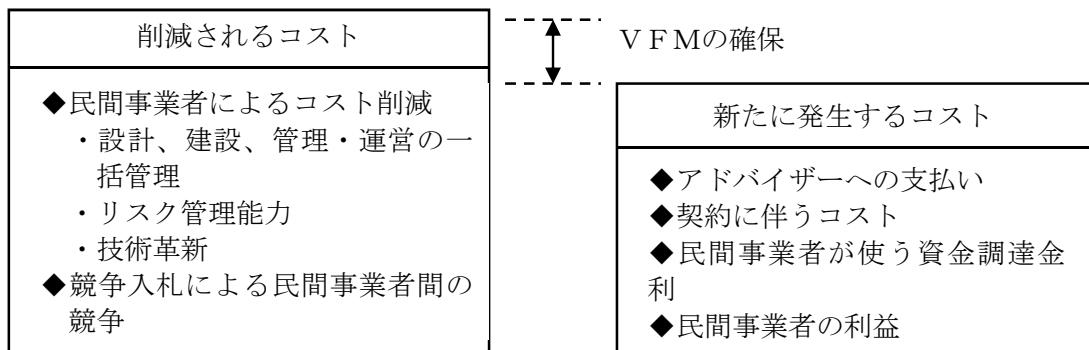 削減されるコスト
◆民間事業者によるコスト削減
・設計、建設、管理・運営の一
括管理
・リスク管理能力
・技術革新
◆競争入札による民間事業者間の
競争
ＶＦＭの確保
新たに発生するコスト
◆アドバイザーへの支払い
◆契約に伴うコスト
◆民間事業者が使う資金調達金
利
◆民間事業者の利益